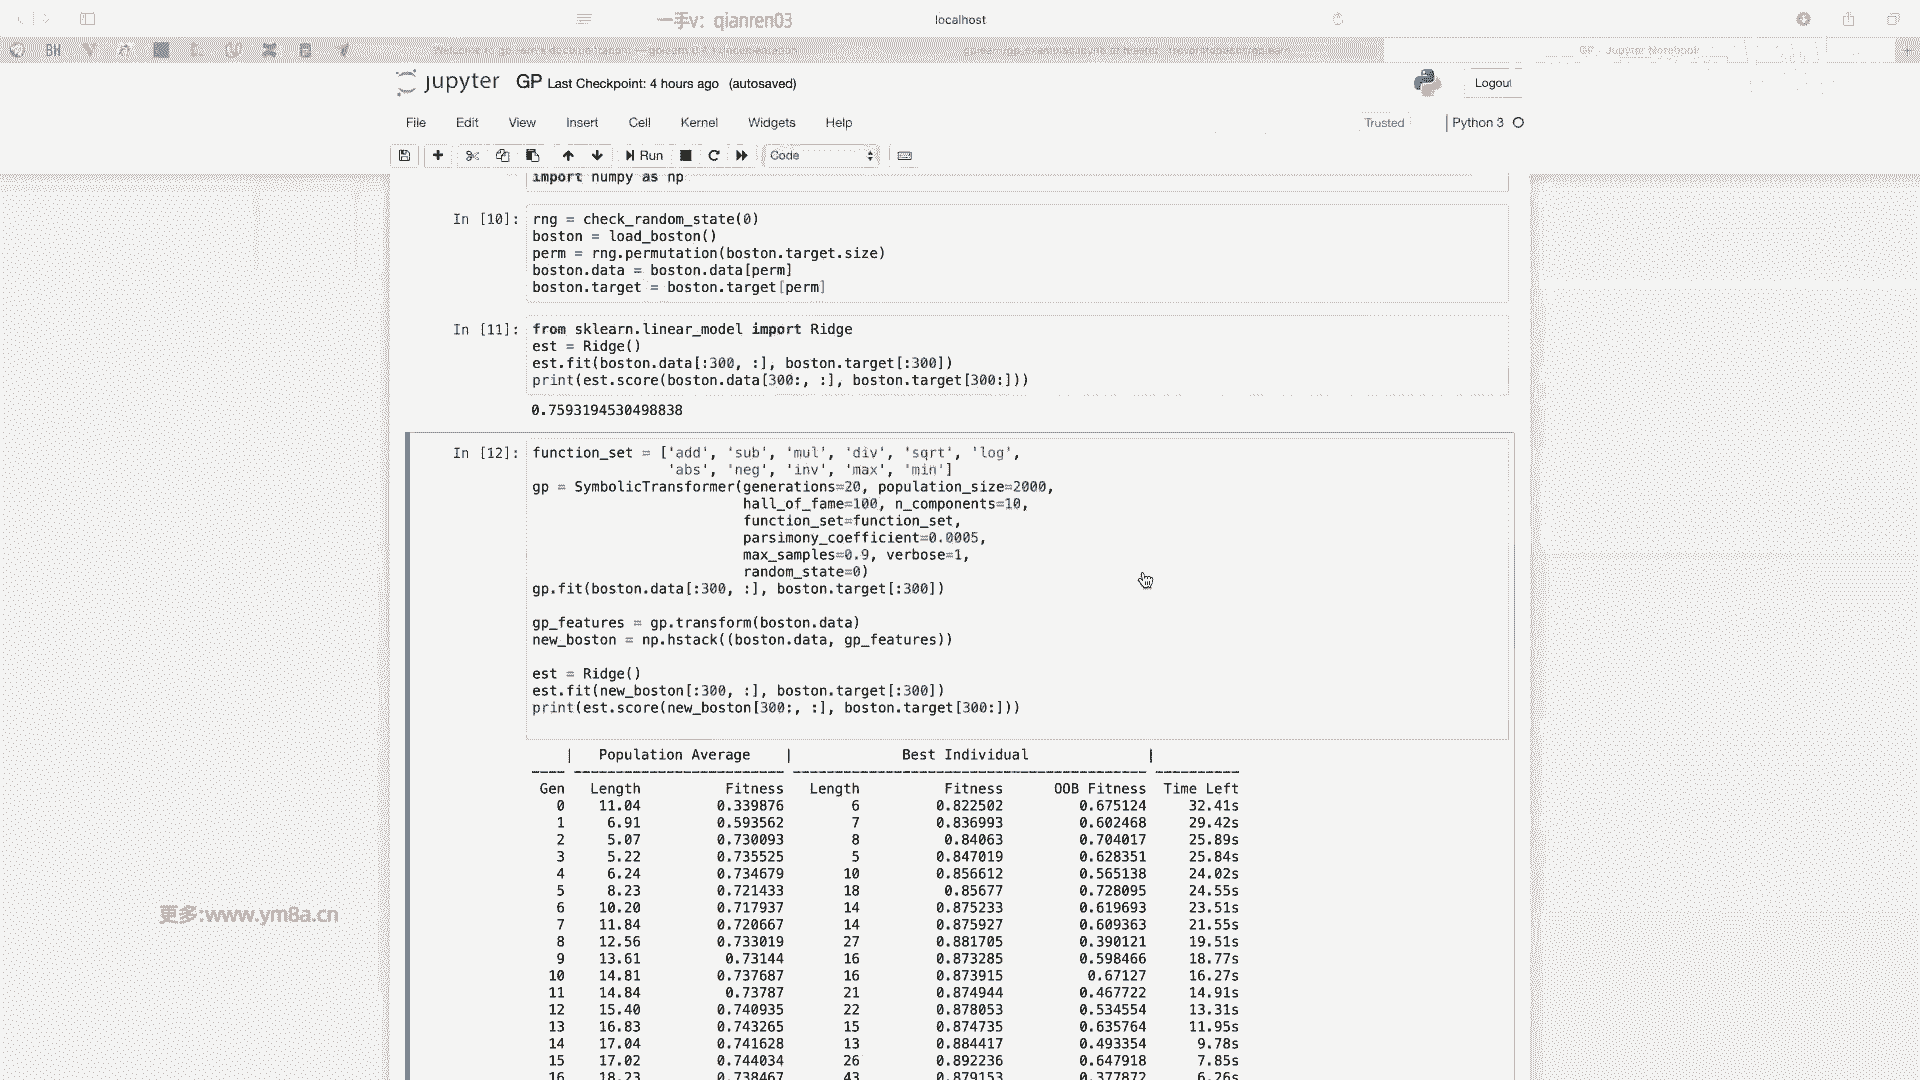 一手v: qianren03
localhost
BH
GP - Jupyter Notebook
jupyter GP Last Checkpoint: 4 hours ago (autosaved)
Logout
File Edit View Insert Cell Kernel Widgets Help
Trusted
Python 3
Run
Code
import numpy as np
In [10]: rng = check_random_state(0)
boston = load_boston()
perm = rng.permutation(boston.target.size)
boston.data = boston.data[perm]
boston.target = boston.target[perm]
In [11]: from sklearn.linear_model import Ridge
est = Ridge()
est.fit(boston.data[:300, :], boston.target[:300])
print(est.score(boston.data[300:, :], boston.target[300:]))
0.7593194530498838
In [12]: function_set = ['add', 'sub', 'mul', 'div', 'sqrt', 'log',
'abs', 'neg', 'inv', 'max', 'min']
gp = SymbolicTransformer(generations=20, population_size=2000,
hall_of_fame=100, n_components=10,
function_set=function_set,
parsimony_coefficient=0.0005,
max_samples=0.9, verbose=1,
random_state=0)
gp.fit(boston.data[:300, :], boston.target[:300])
gp_features = gp.transform(boston.data)
new_boston = np.hstack((boston.data, gp_features))
est = Ridge()
est.fit(new_boston[:300, :], boston.target[:300])
print(est.score(new_boston[300:, :], boston.target[300:]))
| Population Average | Best Individual |
---- ------------------------- ------------------------------------------ ----------
Gen Length Fitness Length Fitness OOB Fitness Time Left
0 11.04 0.339876 6 0.822502 0.675124 32.41s
1 6.91 0.593562 7 0.836993 0.602468 29.42s
2 5.07 0.730093 8 0.84063 0.704017 25.89s
3 5.22 0.735525 5 0.847019 0.628351 25.84s
4 6.24 0.734679 10 0.856612 0.565138 24.02s
5 8.23 0.721433 18 0.85677 0.728095 24.55s
6 10.20 0.717937 14 0.875233 0.619693 23.51s
7 11.84 0.720667 14 0.875927 0.609363 21.55s
8 12.56 0.733019 27 0.881705 0.390121 19.51s
9 13.61 0.73144 16 0.873285 0.598466 18.77s
10 14.81 0.737687 16 0.873915 0.67127 16.27s
11 14.84 0.73787 21 0.874944 0.467722 14.91s
12 15.40 0.740935 22 0.878053 0.534554 13.31s
13 16.83 0.743265 15 0.874735 0.635764 11.95s
14 17.04 0.741628 13 0.884417 0.493354 9.78s
15 17.02 0.744034 26 0.892236 0.647918 7.85s
16 18.23 0.738467 43 0.879153 0.377872 6.26s
更多:www.ym8a.cn